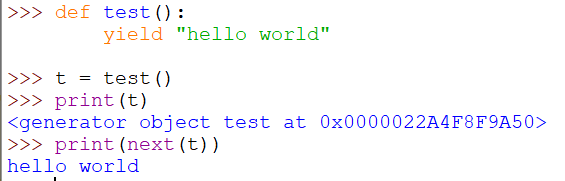 >>> def test():
        yield "hello world"

>>> t = test()
>>> print(t)
<generator object test at 0x0000022A4F8F9A50>
>>> print(next(t))
hello world